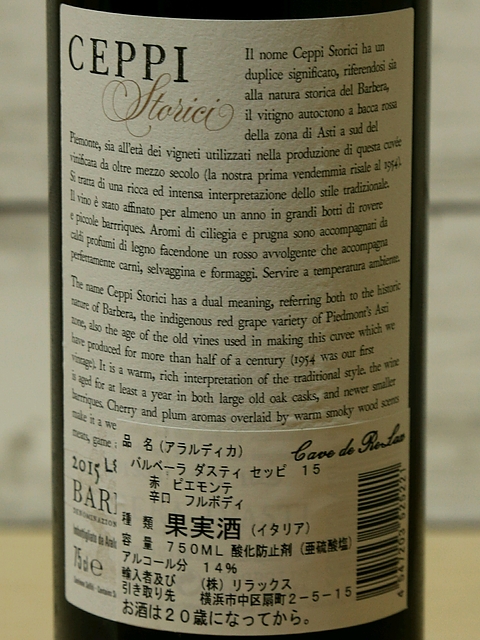 CEPPI
Storici
Il nome Ceppi Storici ha un
duplice significato, riferendosi sia
alla natura storica del Barbera,
il vitigno autoctono a bacca rossa
della zona di Asti a sud del
Piemonte, sia all'età dei vigneti utilizzati nella produzione di questa cuvée
vinificata da oltre mezzo secolo (la nostra prima vendemmia risale al 1954).
Si tratta di una ricca ed intensa interpretazione dello stile tradizionale.
Il vino è stato affinato per almeno un anno in grandi botti di rovere
e piccole barrriques. Aromi di ciliegia e prugna sono accompagnati da
caldi profumi di legno facendone un rosso avvolgente che accompagna
perfettamente carni, selvaggina e formaggi. Servire a temperatura ambiente.
The name Ceppi Storici has a dual meaning, referring both to the historic
nature of Barbera, the indigenous red grape variety of Piedmont's Asti
zone, also the age of the old vines used in making this cuvee which we
have produced for more than half of a century (1954 was our first
vintage). It is a warm, rich interpretation of the traditional style. the wine
is aged for at least a year in both large old oak casks, and newer smaller
barrriques. Cherry and plum aromas overlaid by warm smoky wood scents
make it a we
meats, game
2015 L8
BARI
DENOMINAZION
75cl e
Cave de ReLax
品 名 (アラルディカ)
バルベーラ ダスティ セッピ 15
赤 ピエモンテ
辛口 フルボディ
種 類 果実酒 (イタリア)
容 量 750ML 酸化防止剤 (亜硫酸塩)
アルコール分 14%
輸入者及び (株) リラックス
引き取り先 横浜市中区扇町2-5-15
お酒は20歳になってから。